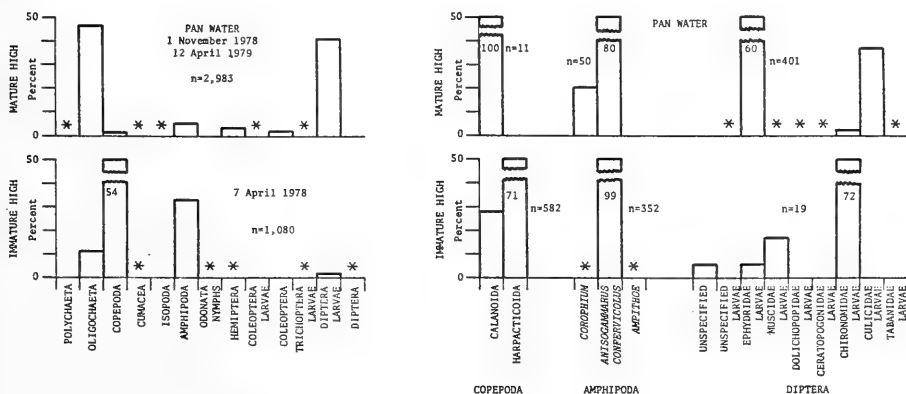 50
MATURE HIGH
Percent
0
PAN WATER
1 November 1978
12 April 1979
n=2,983
* * * * * *
50
IMMATURE HIGH
Percent
0
54
7 April 1978
n=1,080
* * * * *
POLYCHAETA
OLIGOCHAETA
COPEPODA
CUMACEA
ISOPODA
AMPHIPODA
ODONATA
NYMPHS
HEMIPTERA
COLEOPTERA
LARVAE
COLEOPTERA
TRICHOPTERA
LARVAE
DIPTERA
LARVAE
DIPTERA
50
MATURE HIGH
Percent
0
PAN WATER
100
n=11
n=50
80
60
n=401
* * * * *
50
IMMATURE HIGH
Percent
0
71
n=582
99
n=352
n=19
72
* *
CALANOIDA
HARPACTICOIDA
COROPHIUM
ANISOGAMMARUS
CONFERVICOLUS
AMPITHOE
UNSPECIFIED
UNSPECIFIED
LARVAE
EPHYDRIDAE
LARVAE
MUSCIDAE
LARVAE
DOLICHOPOPIDAE
LARVAE
CERATOPOGONIDAE
LARVAE
CHIRONOMIDAE
LARVAE
CULICIDAE
LARVAE
TABANIDAE
LARVAE
COPEPODA
AMPHIPODA
DIPTERA